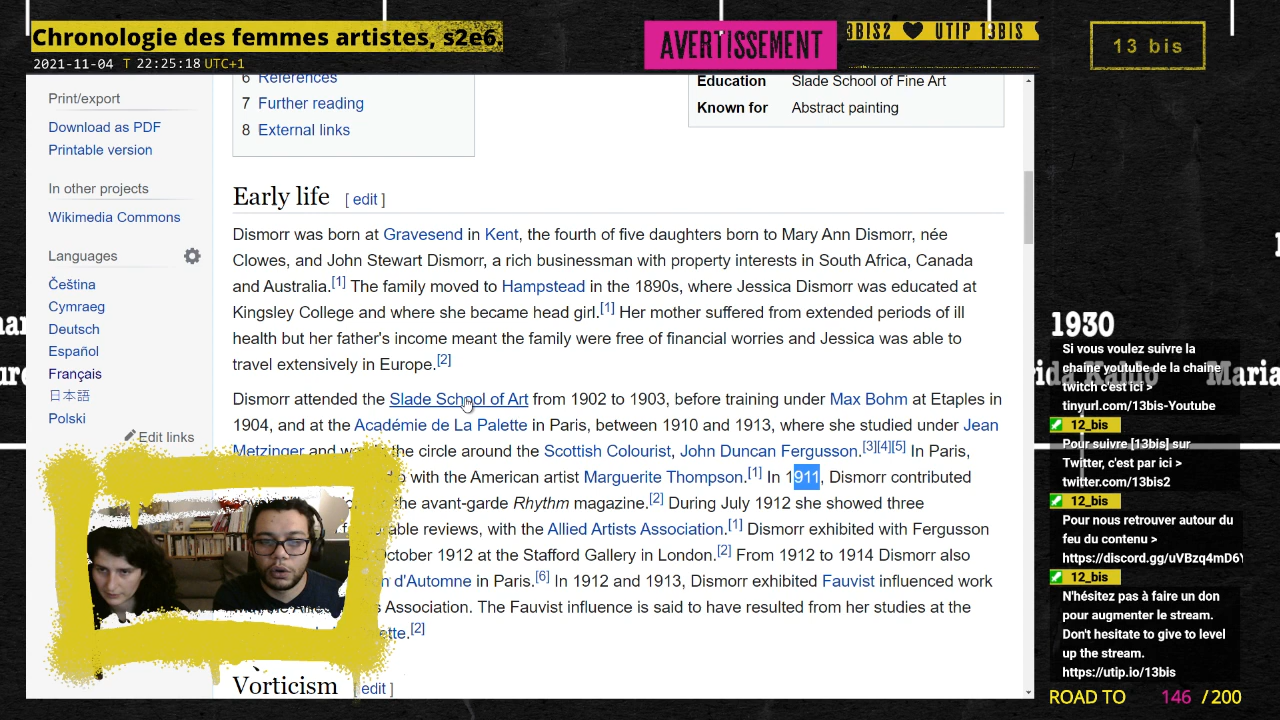 Chronologie des femmes artistes, s2e6
2021-11-04 T 22:25:18 UTC+1
AVERTISSEMENT
3BIS2 ♥ UTIP 13BIS
13 bis
Print/export
Download as PDF
Printable version
In other projects
Wikimedia Commons
Languages
Čeština
Cymraeg
Deutsch
Español
Français
日本語
Polski
Edit links
6 References
7 Further reading
8 External links
Education Slade School of Fine Art
Known for Abstract painting
Early life [ edit ]
Dismorr was born at Gravesend in Kent, the fourth of five daughters born to Mary Ann Dismorr, née
Clowes, and John Stewart Dismorr, a rich businessman with property interests in South Africa, Canada
and Australia.[1] The family moved to Hampstead in the 1890s, where Jessica Dismorr was educated at
Kingsley College and where she became head girl.[1] Her mother suffered from extended periods of ill
health but her father's income meant the family were free of financial worries and Jessica was able to
travel extensively in Europe.[2]
Dismorr attended the Slade School of Art from 1902 to 1903, before training under Max Bohm at Etaples in
1904, and at the Académie de La Palette in Paris, between 1910 and 1913, where she studied under Jean
Metzinger and the circle around the Scottish Colourist, John Duncan Fergusson.[3][4][5] In Paris,
with the American artist Marguerite Thompson.[1] In 1911, Dismorr contributed
the avant-garde Rhythm magazine.[2] During July 1912 she showed three
able reviews, with the Allied Artists Association.[1] Dismorr exhibited with Fergusson
ctober 1912 at the Stafford Gallery in London.[2] From 1912 to 1914 Dismorr also
n d'Automne in Paris.[6] In 1912 and 1913, Dismorr exhibited Fauvist influenced work
s Association. The Fauvist influence is said to have resulted from her studies at the
ette.[2]
Vorticism [ edit ]
1930
Si vous voulez suivre la
chaine youtube de la chaine
twitch c'est ici >
tinyurl.com/13bis-Youtube
12_bis
Pour suivre [13bis] sur
Twitter, c'est par ici >
twitter.com/13bis2
12_bis
Pour nous retrouver autour du
feu du contenu >
https://discord.gg/uVBzq4mD6Y
12_bis
N'hésitez pas à faire un don
pour augmenter le stream.
Don't hesitate to give to level
up the stream.
https://utip.io/13bis
ROAD TO 146 / 200